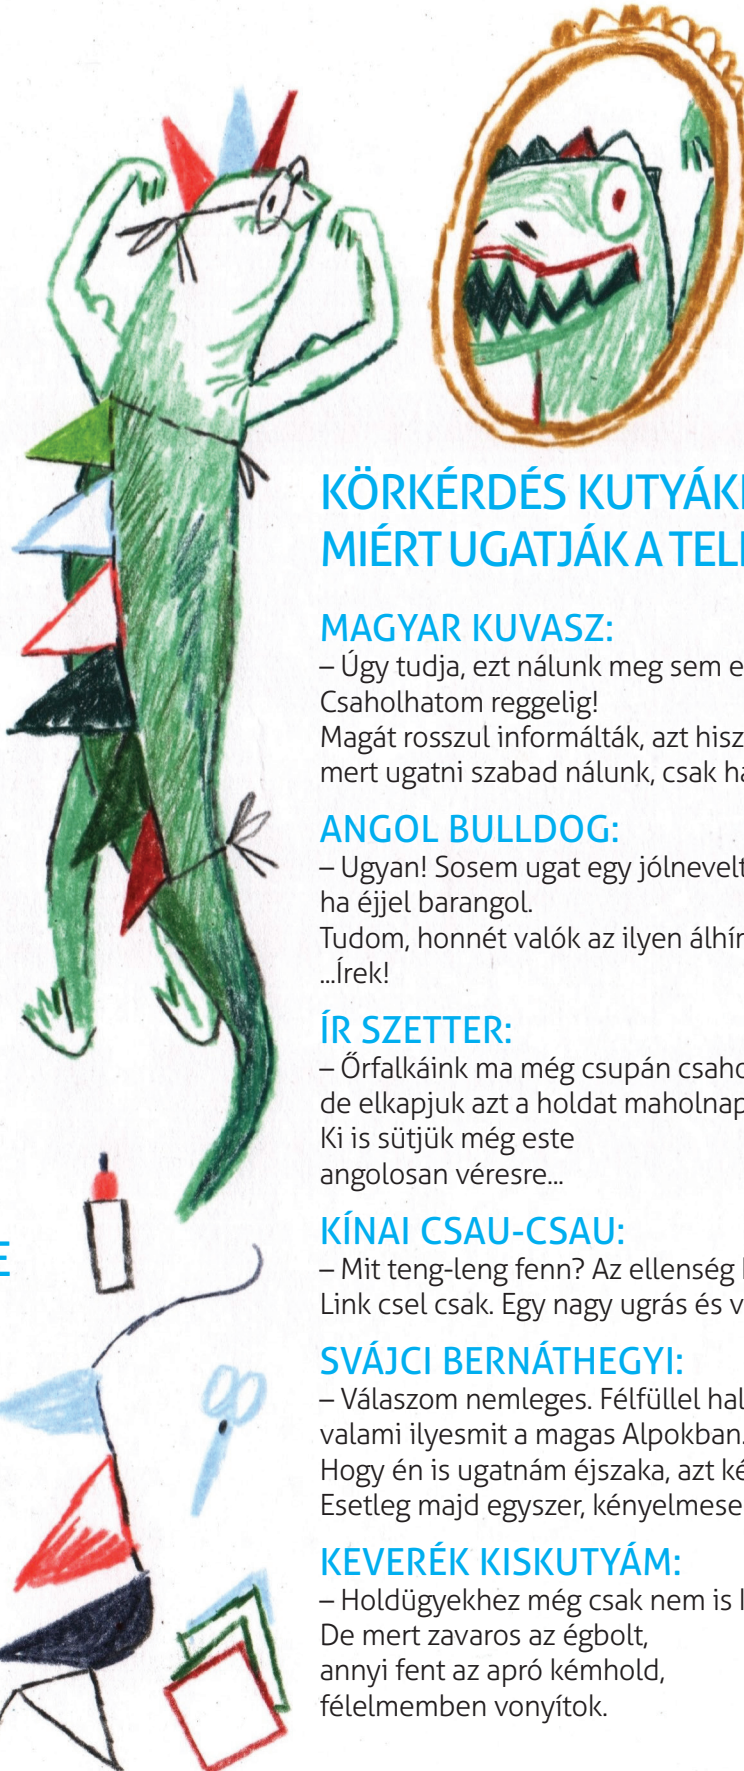 KÖRKÉRDÉS KUTYÁK
MIÉRT UGATJÁK A TEL
MAGYAR KUVASZ:
– Úgy tudja, ezt nálunk meg sem e
Csaholhatom reggelig!
Magát rosszul informálták, azt hisz
mert ugatni szabad nálunk, csak ha
ANGOL BULLDOG:
– Ugyan! Sosem ugat egy jólnevelt
ha éjjel barangol.
Tudom, honnét valók az ilyen álhír
...Írek!
ÍR SZETTER:
– Őrfalkáink ma még csupán csaho
de elkapjuk azt a holdat maholnap
Ki is sütjük még este
angolosan véresre...
KÍNAI CSAU-CSAU:
– Mit teng-leng fenn? Az ellenség
Link csel csak. Egy nagy ugrás és v
SVÁJCI BERNÁTHEGYI:
– Válaszom nemleges. Félfüllel hal
valami ilyesmit a magas Alpokban.
Hogy én is ugatnám éjszaka, azt ké
Esetleg majd egyszer, kényelmese
KEVERÉK KISKUTYÁM:
– Holdügyekhez még csak nem is
De mert zavaros az égbolt,
annyi fent az apró kémhold,
félelmemben vonyítok.
E